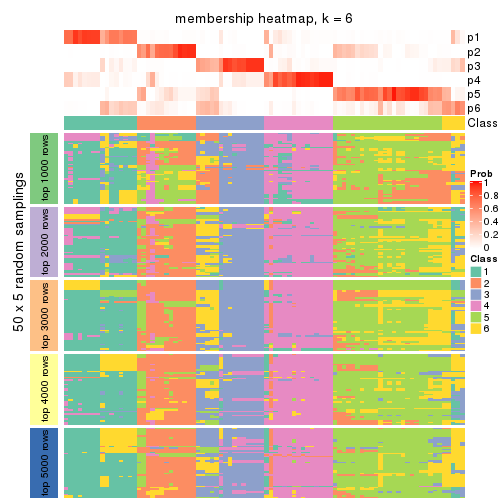 membership heatmap, k = 6
p1
p2
p3
p4
p5
p6
Class
50 x 5 random samplings
top 1000 rows
top 2000 rows
top 3000 rows
top 4000 rows
top 5000 rows
Prob
1
0.8
0.6
0.4
0.2
0
Class
1
2
3
4
5
6